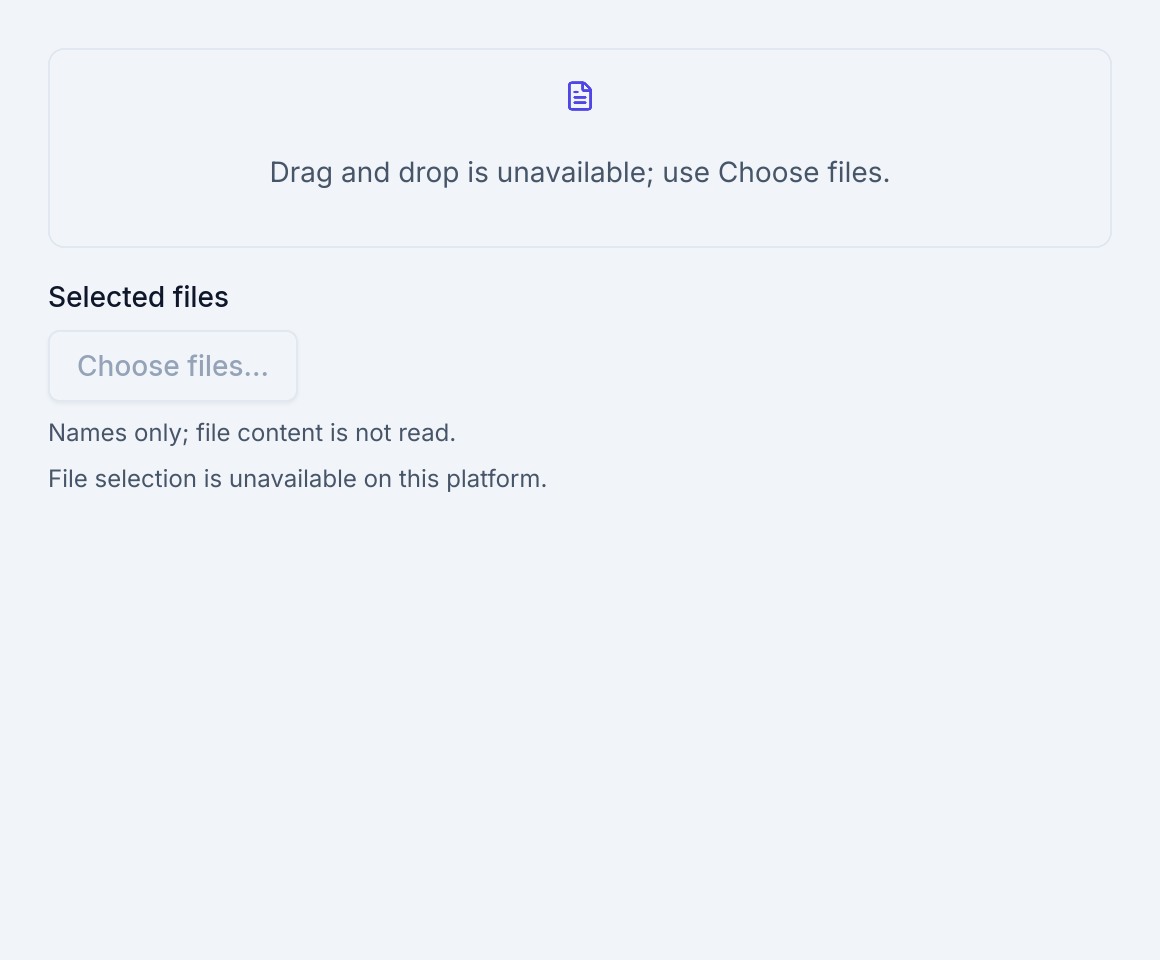 Drag and drop is unavailable; use Choose files.
Selected files
Choose files...
Names only; file content is not read.
File selection is unavailable on this platform.